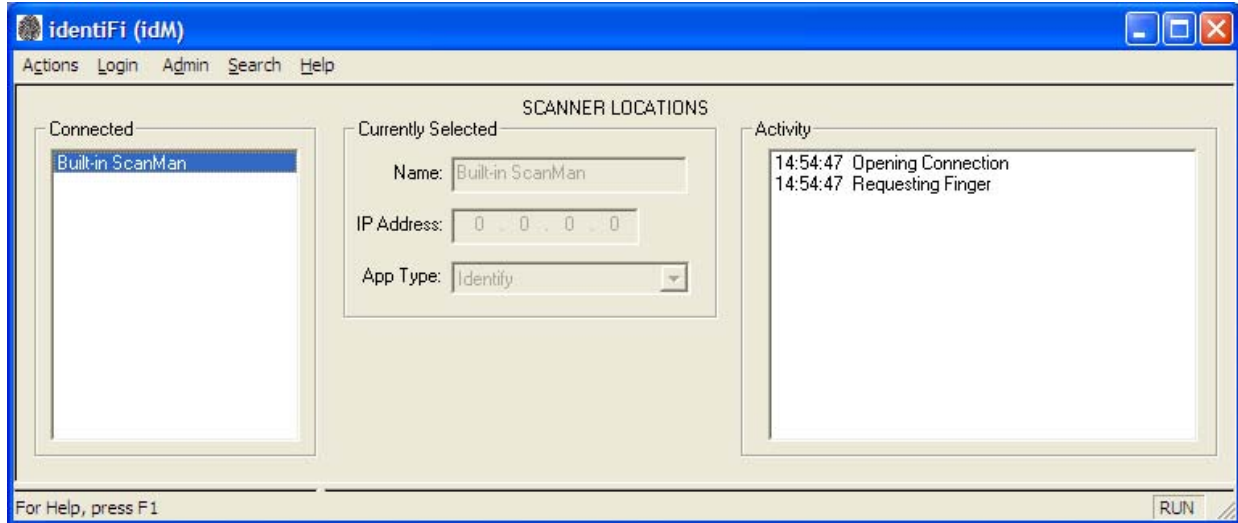 identiFi (idM)
Actions Login Admin Search Help
SCANNER LOCATIONS
Connected
Built-in ScanMan
Currently Selected
Name: Built-in ScanMan
IP Address: 0 . 0 . 0 . 0
App Type: Identify
Activity
14:54:47 Opening Connection
14:54:47 Requesting Finger
For Help, press F1
RUN